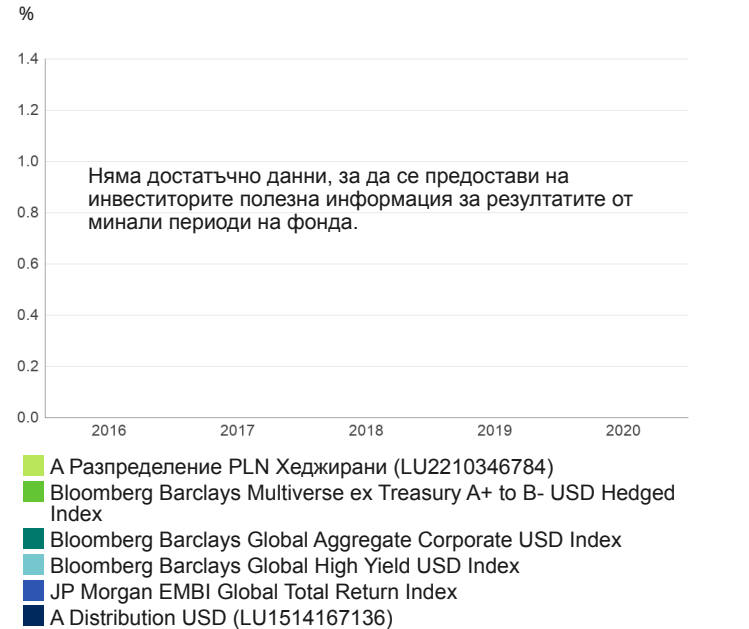 %
1.4
1.2
1.0
Няма достатъчно данни, за да се предостави на
инвеститорите полезна информация за резултатите от
0.8
минали периоди на фонда.
0.6
0.4
0.2
0.0
2016 2017 2018 2019 2020
А Разпределение PLN Хеджирани (LU2210346784)
Bloomberg Barclays Multiverse ex Treasury A+ to B- USD Hedged
Index
Bloomberg Barclays Global Aggregate Corporate USD Index
Bloomberg Barclays Global High Yield USD Index
JP Morgan EMBI Global Total Return Index
A Distribution USD (LU1514167136)